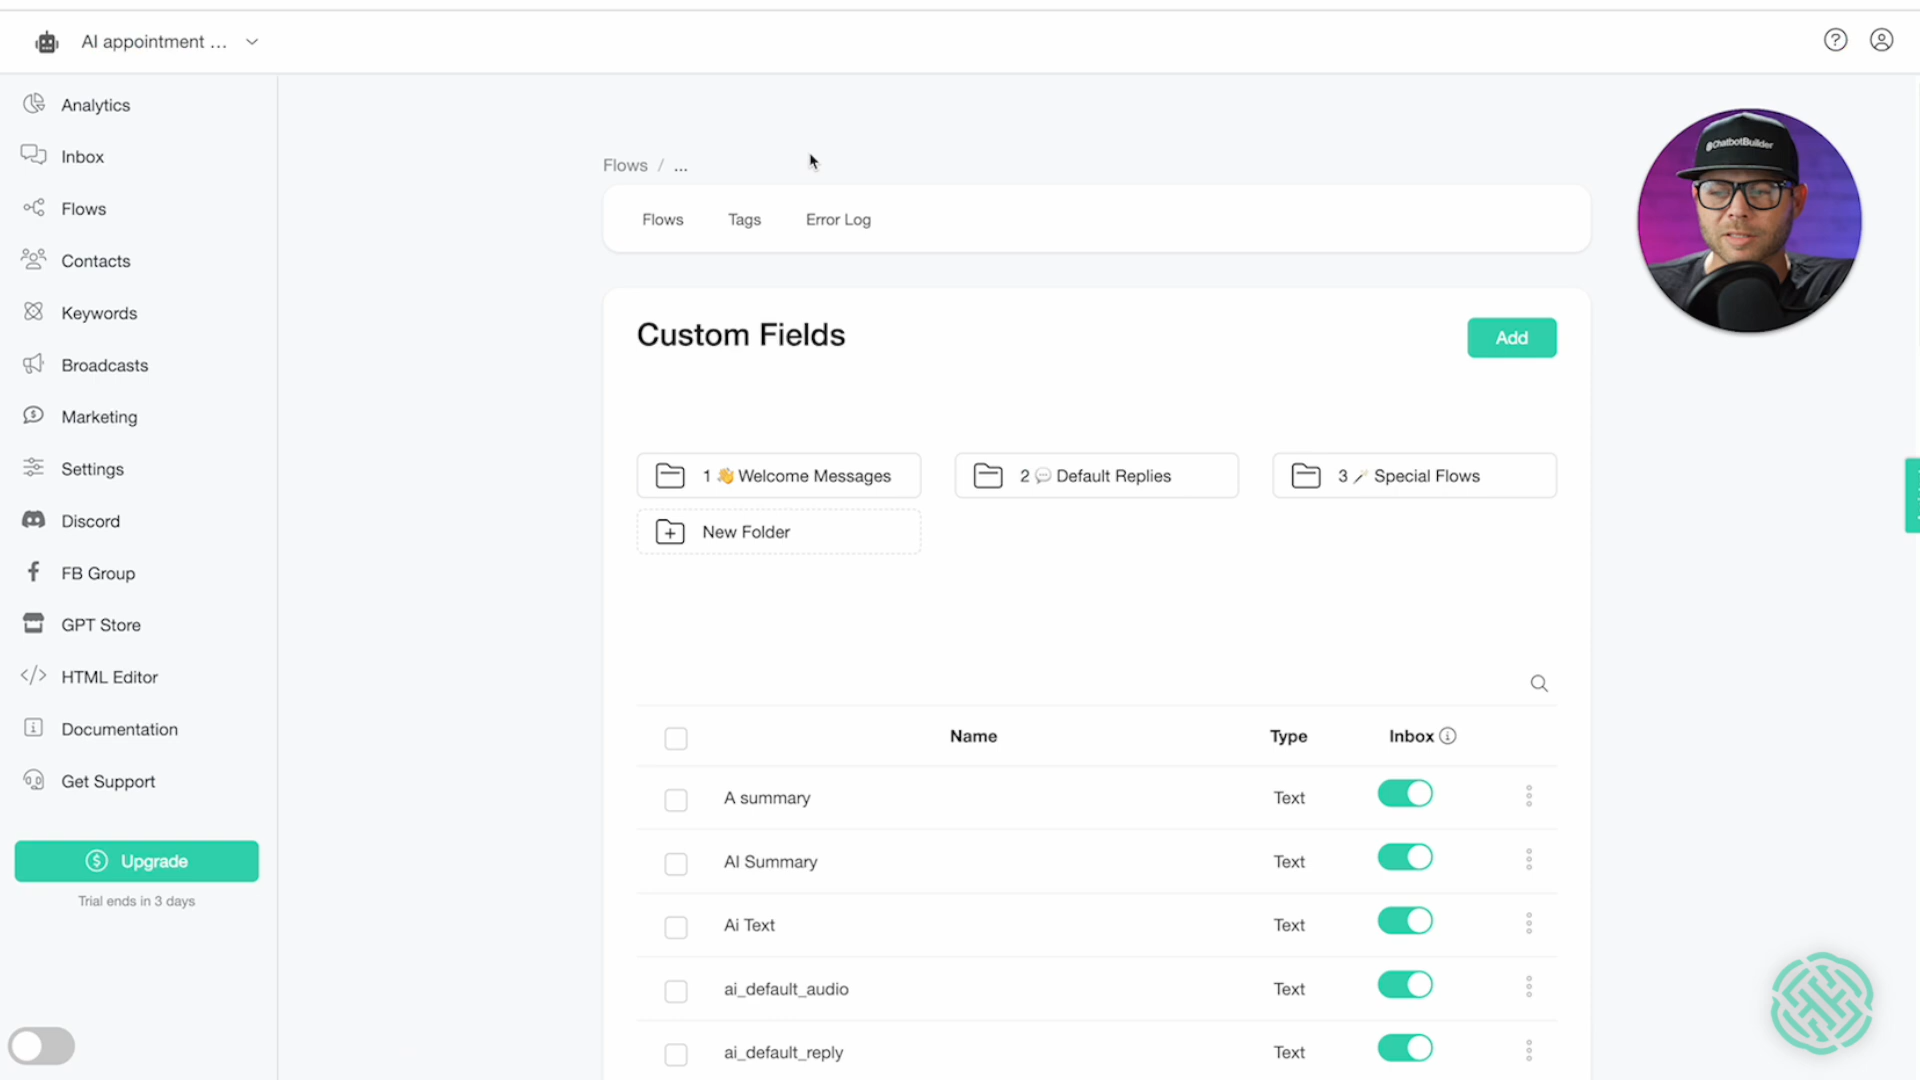 AI appointment ...
Analytics
Inbox
Flows
Contacts
Keywords
Broadcasts
Marketing
Settings
Discord
FB Group
GPT Store
HTML Editor
Documentation
Get Support
Upgrade
Trial ends in 3 days
Flows / ...
Flows Tags Error Log
@ChatbotBuilder
Custom Fields
Add
1 👋 Welcome Messages
2 💬 Default Replies
3 🪄 Special Flows
New Folder
Name Type Inbox
A summary Text
AI Summary Text
Ai Text Text
ai_default_audio Text
ai_default_reply Text